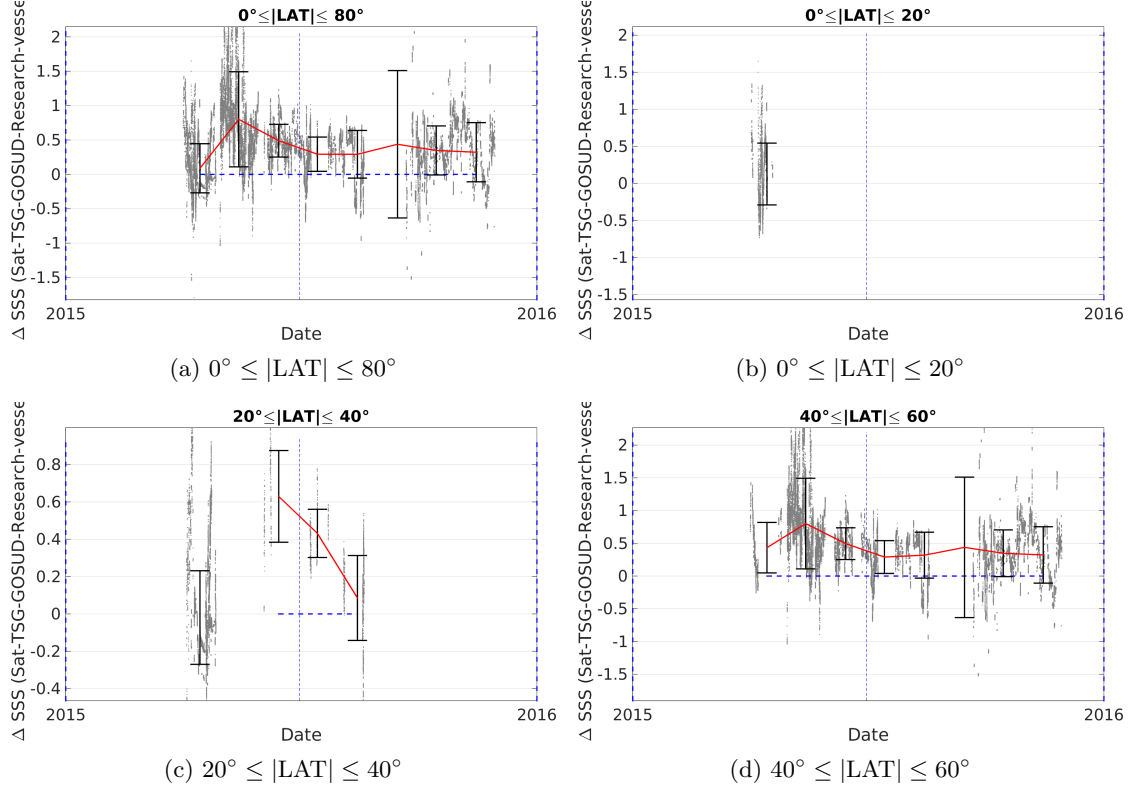 0°≤|LAT|≤ 80°
Δ SSS (Sat-TSG-GOSUD-Research-vesse
2
1.5
1
0.5
0
-0.5
-1
-1.5
2015
2016
Date
(a) 0° ≤ |LAT| ≤ 80°
0°≤|LAT|≤ 20°
Δ SSS (Sat-TSG-GOSUD-Research-vesse
2
1.5
1
0.5
0
-0.5
-1
-1.5
2015
2016
Date
(b) 0° ≤ |LAT| ≤ 20°
20°≤|LAT|≤ 40°
Δ SSS (Sat-TSG-GOSUD-Research-vesse
0.8
0.6
0.4
0.2
0
-0.2
-0.4
2015
2016
Date
(c) 20° ≤ |LAT| ≤ 40°
40°≤|LAT|≤ 60°
Δ SSS (Sat-TSG-GOSUD-Research-vesse
2
1.5
1
0.5
0
-0.5
-1
-1.5
2015
2016
Date
(d) 40° ≤ |LAT| ≤ 60°